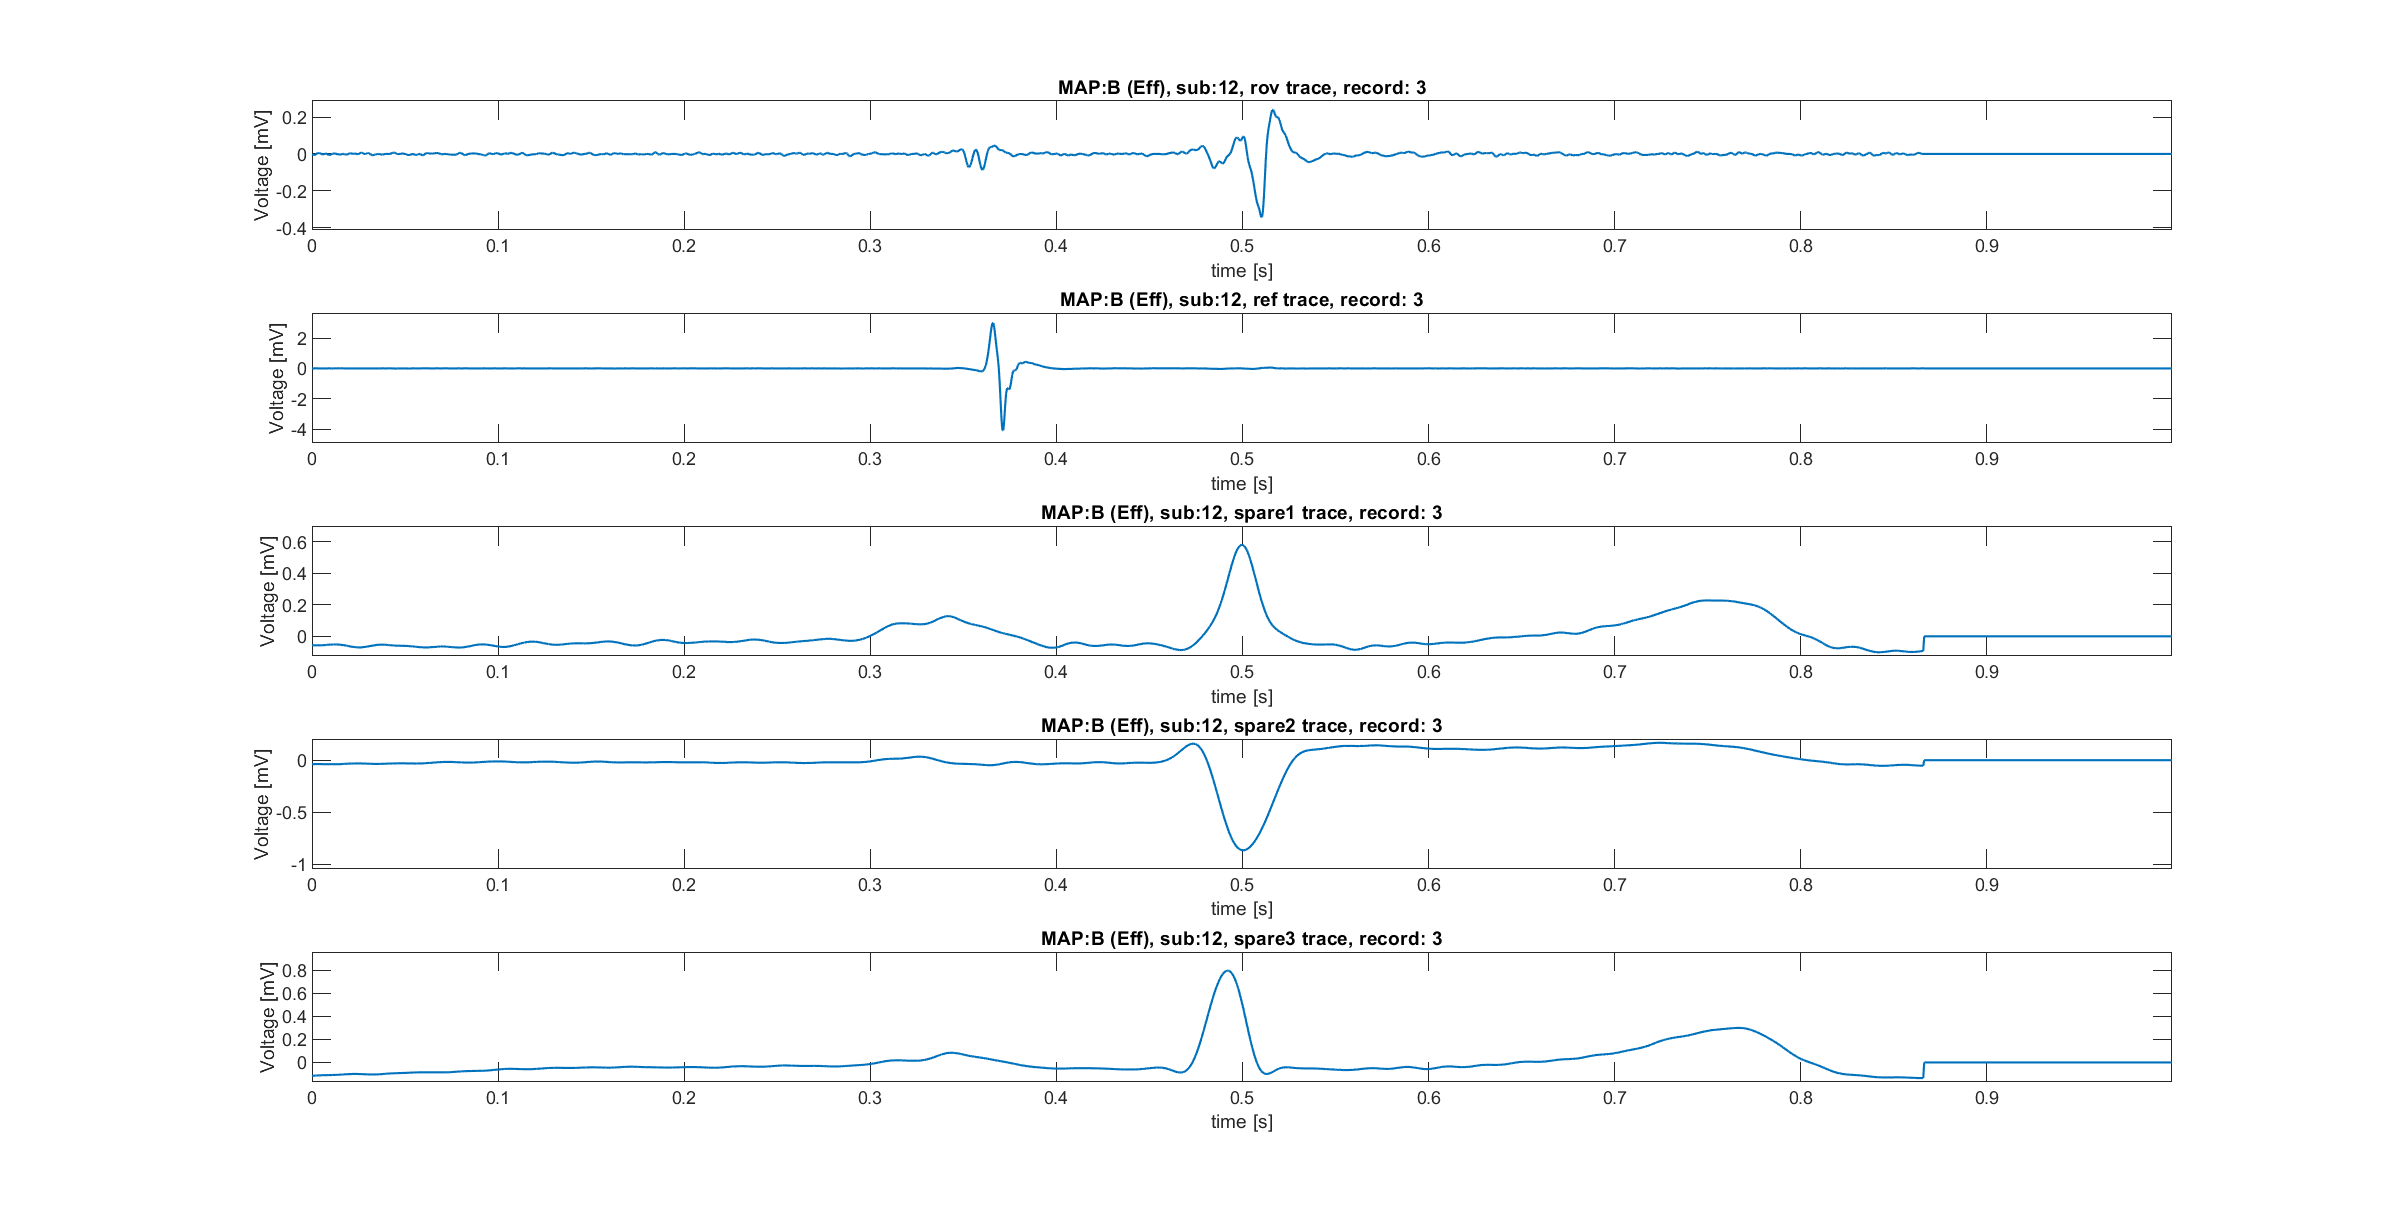 MAP:B (Eff), sub:12, rov trace, record: 3
Voltage [mV]
0.2
0
-0.2
-0.4
0 0.1 0.2 0.3 0.4 0.5 0.6 0.7 0.8 0.9
time [s]
MAP:B (Eff), sub:12, ref trace, record: 3
Voltage [mV]
2
0
-2
-4
0 0.1 0.2 0.3 0.4 0.5 0.6 0.7 0.8 0.9
time [s]
MAP:B (Eff), sub:12, spare1 trace, record: 3
Voltage [mV]
0.6
0.4
0.2
0
0 0.1 0.2 0.3 0.4 0.5 0.6 0.7 0.8 0.9
time [s]
MAP:B (Eff), sub:12, spare2 trace, record: 3
Voltage [mV]
0
-0.5
-1
0 0.1 0.2 0.3 0.4 0.5 0.6 0.7 0.8 0.9
time [s]
MAP:B (Eff), sub:12, spare3 trace, record: 3
Voltage [mV]
0.8
0.6
0.4
0.2
0
0 0.1 0.2 0.3 0.4 0.5 0.6 0.7 0.8 0.9
time [s]